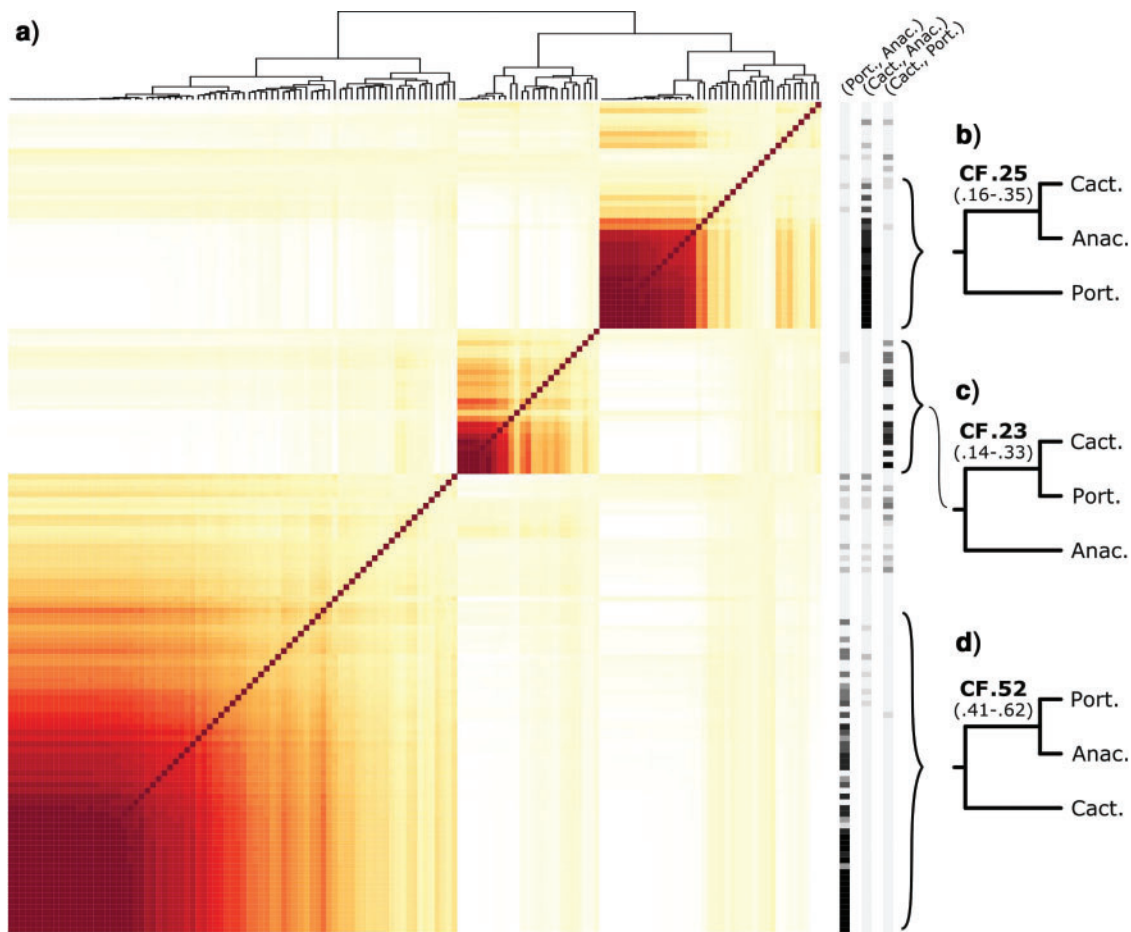 a)
(Port., Anac.)
(Cact., Anac.)
(Cact., Port.)
b)
CF.25
(.16-.35)
Cact.
Anac.
Port.
c)
CF.23
(.14-.33)
Cact.
Port.
Anac.
d)
CF.52
(.41-.62)
Port.
Anac.
Cact.